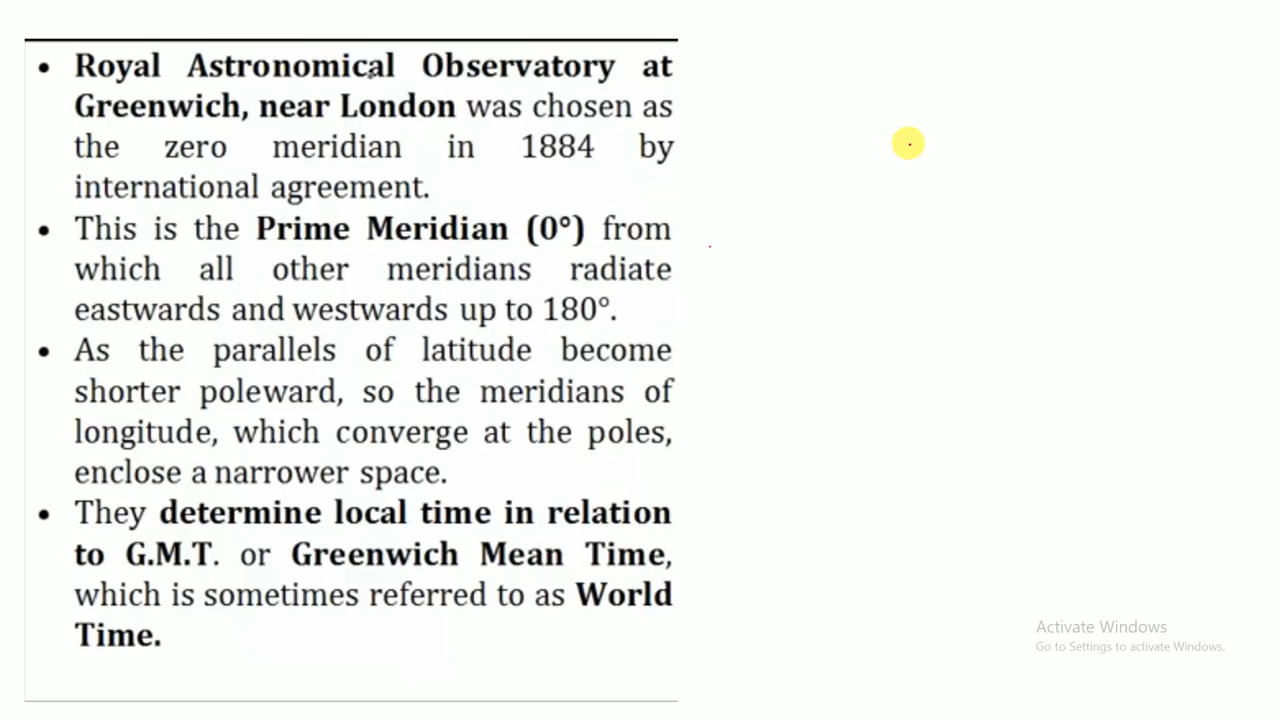 • Royal Astronomical Observatory at
Greenwich, near London was chosen as
the zero meridian in 1884 by
international agreement.
• This is the Prime Meridian (0°) from
which all other meridians radiate
eastwards and westwards up to 180°.
• As the parallels of latitude become
shorter poleward, so the meridians of
longitude, which converge at the poles,
enclose a narrower space.
• They determine local time in relation
to G.M.T. or Greenwich Mean Time,
which is sometimes referred to as World
Time.
Activate Windows
Go to Settings to activate Windows.